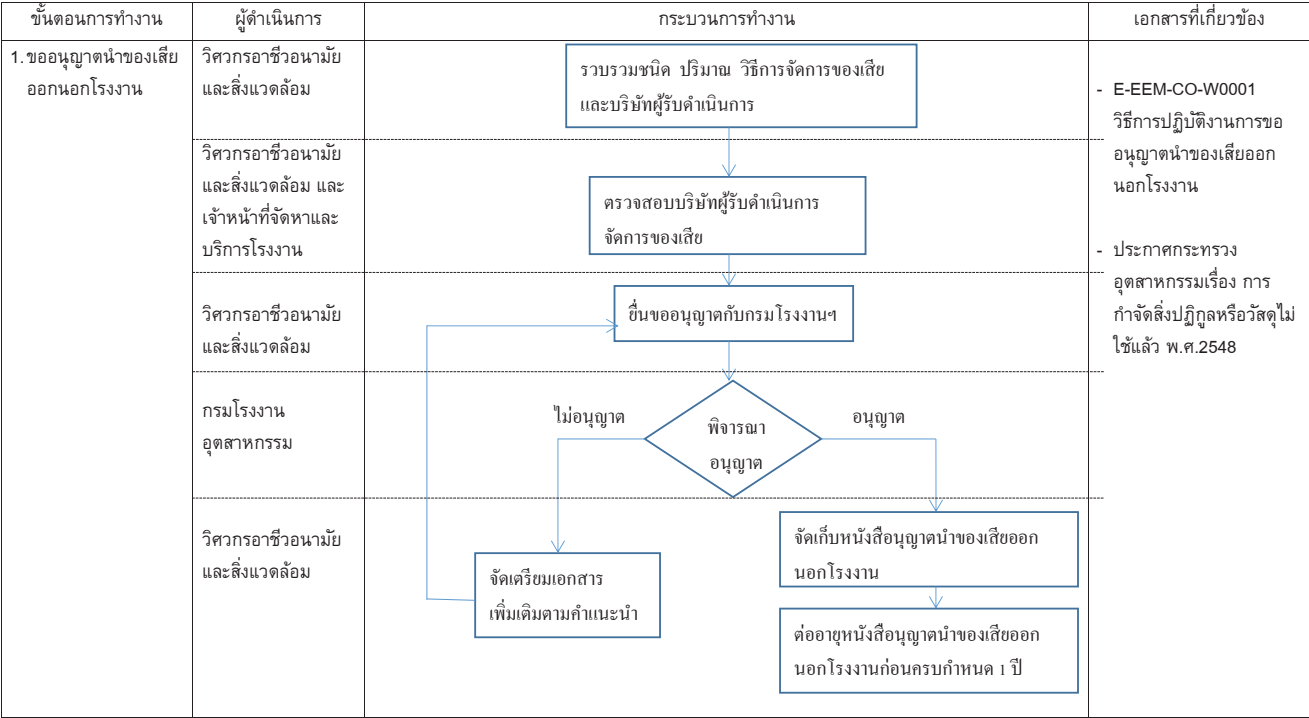 ขั้นตอนการทำงาน
ผู้ดำเนินการ
กระบวนการทำงาน
เอกสารที่เกี่ยวข้อง
1. ขออนุญาตนำของเสีย
ออกนอกโรงงาน
วิศวกรอาชีวอนามัย
และสิ่งแวดล้อม
รวบรวมชนิด ปริมาณ วิธีการจัดการของเสีย
และบริษัทผู้รับดำเนินการ
- E-EEM-CO-W0001
วิธีการปฏิบัติงานการขอ
อนุญาตนำของเสียออก
นอกโรงงาน
- ประกาศกระทรวง
อุตสาหกรรมเรื่อง การ
กำจัดสิ่งปฏิกูลหรือวัสดุไม่
ใช้แล้ว พ.ศ.2548
วิศวกรอาชีวอนามัย
และสิ่งแวดล้อม และ
เจ้าหน้าที่จัดหาและ
บริการโรงงาน
ตรวจสอบบริษัทผู้รับดำเนินการ
จัดการของเสีย
วิศวกรอาชีวอนามัย
และสิ่งแวดล้อม
ยื่นขออนุญาตกับกรมโรงงานฯ
กรมโรงงาน
อุตสาหกรรม
ไม่อนุญาต
พิจารณา
อนุญาต
อนุญาต
วิศวกรอาชีวอนามัย
และสิ่งแวดล้อม
จัดเตรียมเอกสาร
เพิ่มเติมตามคำแนะนำ
จัดเก็บหนังสือนุญาตนำของเสียออก
นอกโรงงาน
ต่ออายุหนังสือนุญาตนำของเสียออก
นอกโรงงานก่อนครบกำหนด 1 ปี